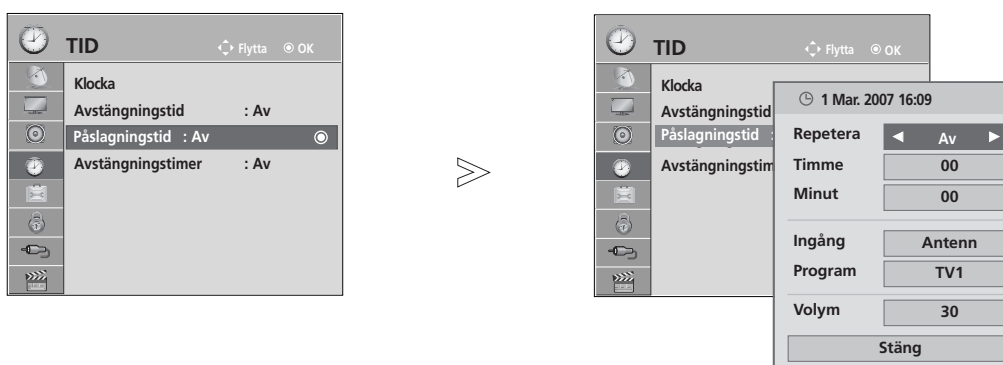 TID
Flytta OK
Klocka
Avstängningstid : Av
Påslagningstid : Av
Avstängningstimer : Av
TID
Flytta OK
Klocka
Avstängningstid
Påslagningstid :
Avstängningstim
1 Mar. 2007 16:09
Repetera ◀ Av ▶
Timme 00
Minut 00
Ingång Antenn
Program TV1
Volym 30
Stäng